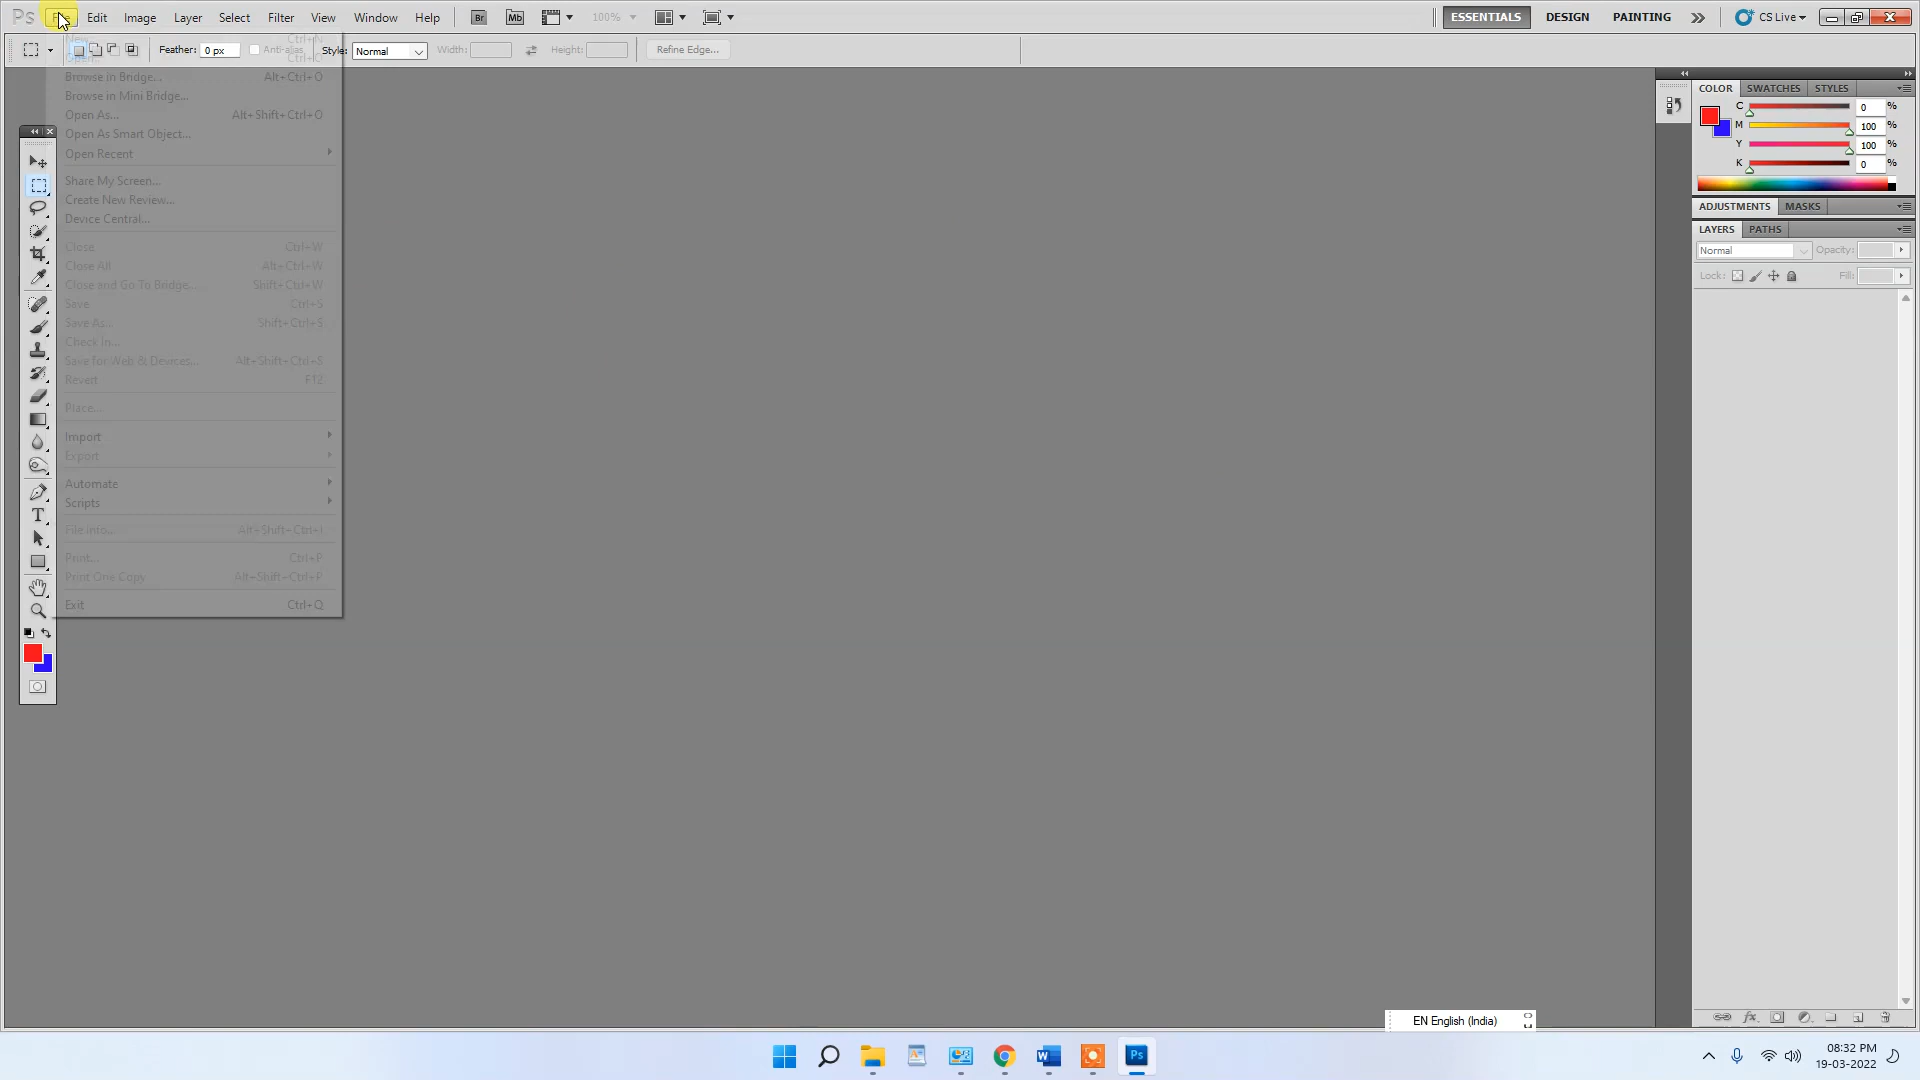 Ps Edit Image Layer Select Filter View Window Help Br Mb 100% ESSENTIALS DESIGN PAINTING CS Live
Feather: 0 px Anti-alias Style: Normal Width: Height: Refine Edge...
New... Ctrl+N
Open... Ctrl+O
Browse in Bridge... Alt+Ctrl+O
Browse in Mini Bridge...
Open As... Alt+Shift+Ctrl+O
Open As Smart Object...
Open Recent
Share My Screen...
Create New Review...
Device Central...
Close Ctrl+W
Close All Alt+Ctrl+W
Close and Go To Bridge... Shift+Ctrl+W
Save Ctrl+S
Save As... Shift+Ctrl+S
Check In...
Save for Web & Devices... Alt+Shift+Ctrl+S
Revert F12
Place...
Import
Export
Automate
Scripts
File Info... Alt+Shift+Ctrl+I
Print... Ctrl+P
Print One Copy Alt+Shift+Ctrl+P
Exit Ctrl+Q
COLOR SWATCHES STYLES
C 0 %
M 100 %
Y 100 %
K 0 %
ADJUSTMENTS MASKS
LAYERS PATHS
Normal Opacity:
Lock: Fill:
EN English (India)
08:32 PM
19-03-2022